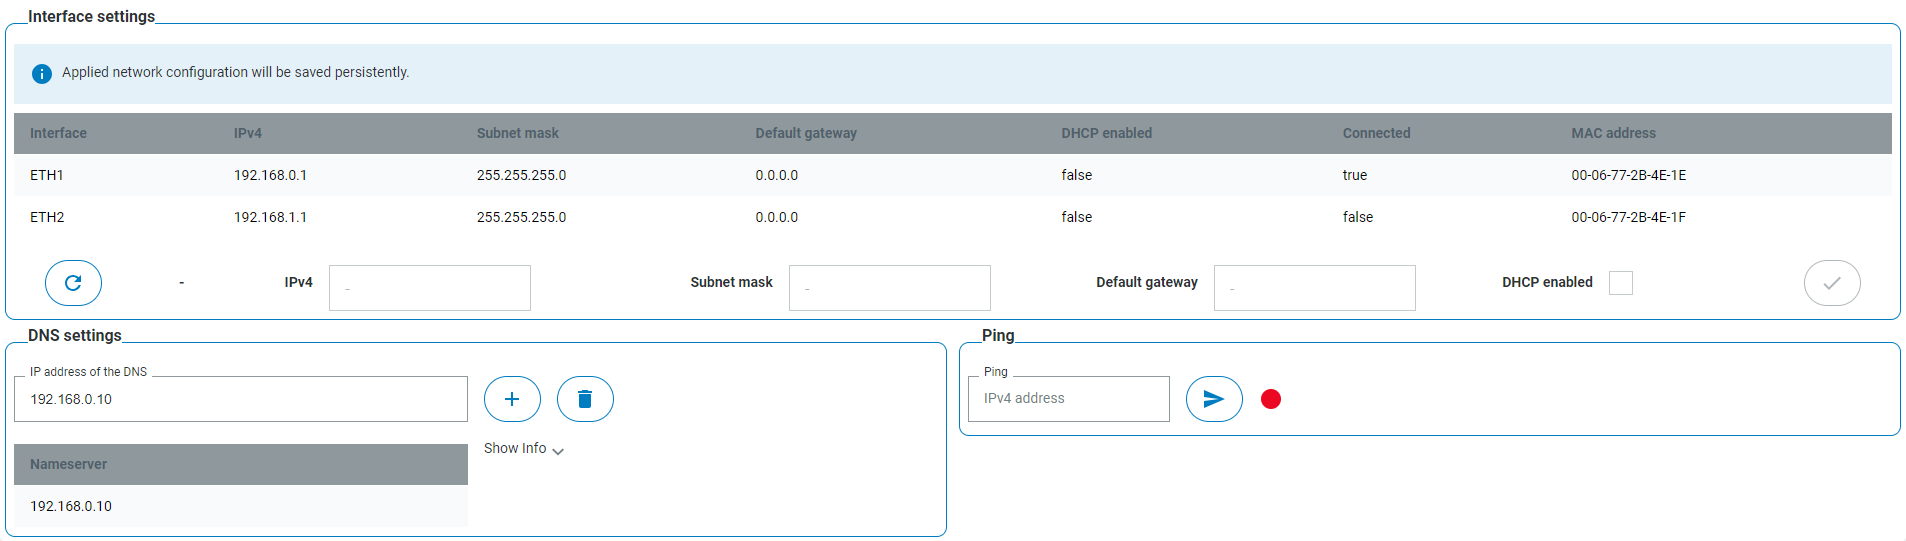 Interface settings
Applied network configuration will be saved persistently.
Interface IPv4 Subnet mask Default gateway DHCP enabled Connected MAC address
ETH1 192.168.0.1 255.255.255.0 0.0.0.0 false true 00-06-77-2B-4E-1E
ETH2 192.168.1.1 255.255.255.0 0.0.0.0 false false 00-06-77-2B-4E-1F
- IPv4 - Subnet mask - Default gateway - DHCP enabled
DNS settings
IP address of the DNS
192.168.0.10
Show Info
Nameserver
192.168.0.10
Ping
Ping
IPv4 address